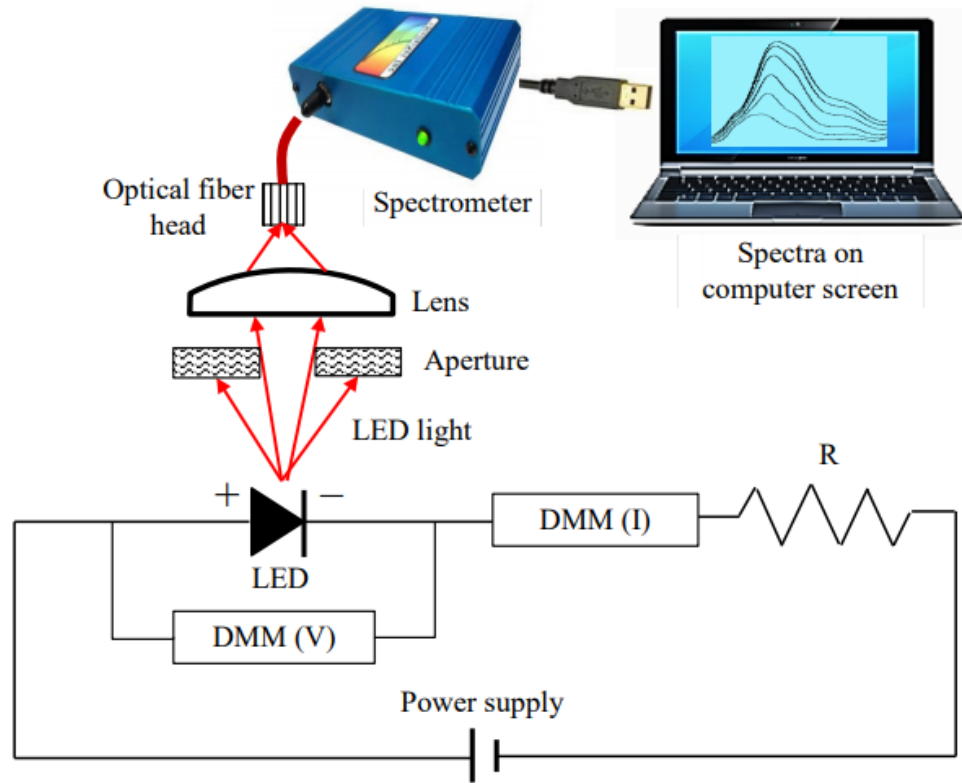 Optical fiber
head
Spectrometer
Spectra on
computer screen
Lens
Aperture
LED light
R
+
–
DMM (I)
LED
DMM (V)
Power supply